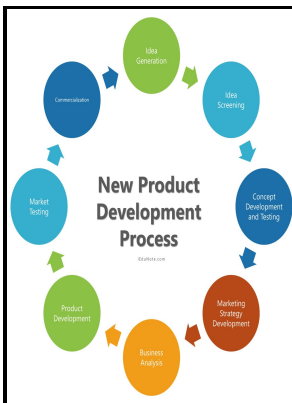 Idea
Generation
Idea
Screening
Concept
Development
and Testing
Marketing
Strategy
Development
Business
Analysis
Product
Development
Market
Testing
Commercialization
New Product
Development
Process